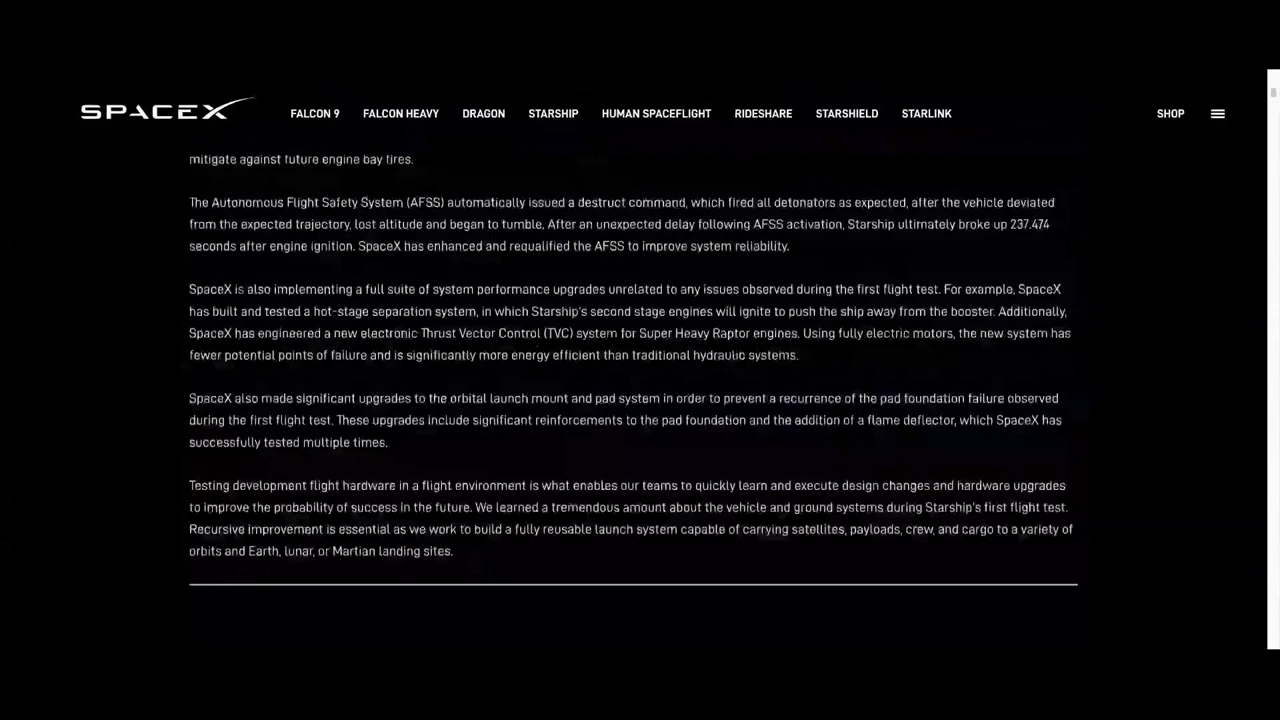 SPACEX FALCON 9 FALCON HEAVY DRAGON STARSHIP HUMAN SPACEFLIGHT RIDESHARE STARSHIELD STARLINK SHOP
mitigate against future engine bay fires.
The Autonomous Flight Safety System (AFSS) automatically issued a destruct command, which fired all detonators as expected, after the vehicle deviated
from the expected trajectory, lost altitude and began to tumble. After an unexpected delay following AFSS activation, Starship ultimately broke up 237.474
seconds after engine ignition. SpaceX has enhanced and requalified the AFSS to improve system reliability.
SpaceX is also implementing a full suite of system performance upgrades unrelated to any issues observed during the first flight test. For example, SpaceX
has built and tested a hot-stage separation system, in which Starship's second stage engines will ignite to push the ship away from the booster. Additionally,
SpaceX has engineered a new electronic Thrust Vector Control (TVC) system for Super Heavy Raptor engines. Using fully electric motors, the new system has
fewer potential points of failure and is significantly more energy efficient than traditional hydraulic systems.
SpaceX also made significant upgrades to the orbital launch mount and pad system in order to prevent a recurrence of the pad foundation failure observed
during the first flight test. These upgrades include significant reinforcements to the pad foundation and the addition of a flame deflector, which SpaceX has
successfully tested multiple times.
Testing development flight hardware in a flight environment is what enables our teams to quickly learn and execute design changes and hardware upgrades
to improve the probability of success in the future. We learned a tremendous amount about the vehicle and ground systems during Starship's first flight test.
Recursive improvement is essential as we work to build a fully reusable launch system capable of carrying satellites, payloads, crew, and cargo to a variety of
orbits and Earth, lunar, or Martian landing sites.